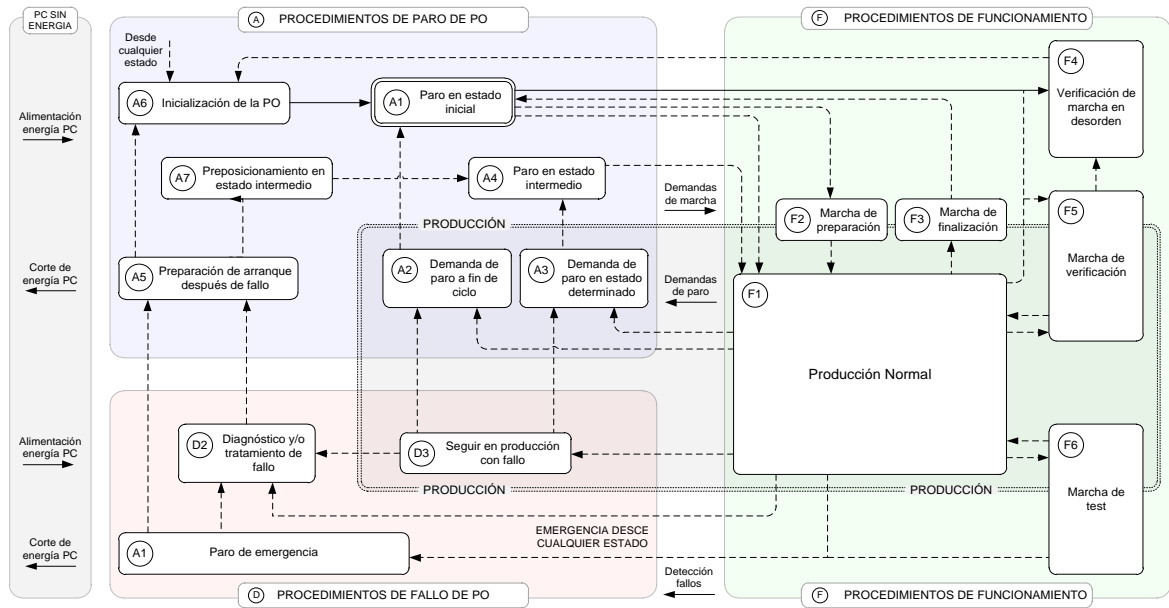 PC SIN
ENERGIA
A PROCEDIMIENTOS DE PARO DE PO
F PROCEDIMIENTOS DE FUNCIONAMIENTO
Desde
cualquier
estado
A6 Inicialización de la PO
A1 Paro en estado
inicial
F4
Verificación de
marcha en
desorden
Alimentación
energía PC
A7 Preposicionamiento en
estado intermedio
A4 Paro en estado
intermedio
Demandas
de marcha
F2 Marcha de
preparación
F3 Marcha de
finalización
F5
Marcha de
verificación
PRODUCCIÓN
Corte de
energía PC
A5 Preparación de arranque
después de fallo
A2 Demanda de
paro a fin de
ciclo
A3 Demanda de
paro en estado
determinado
Demandas
de paro
F1
Producción Normal
Alimentación
energía PC
D2 Diagnóstico y/o
tratamiento de
fallo
D3 Seguir en producción
con fallo
F6
Marcha de
test
PRODUCCIÓN
PRODUCCIÓN
Corte de
energía PC
A1 Paro de emergencia
EMERGENCIA DESCE
CUALQUIER ESTADO
Detección
fallos
D PROCEDIMIENTOS DE FALLO DE PO
F PROCEDIMIENTOS DE FUNCIONAMIENTO